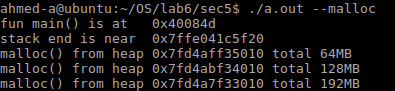 ahmed-a@ubuntu:~/OS/lab6/sec5$ ./a.out --malloc
fun main() is at   0x40084d
stack end is near  0x7ffe041c5f20
malloc() from heap 0x7fd4aff35010 total 64MB
malloc() from heap 0x7fd4abf34010 total 128MB
malloc() from heap 0x7fd4a7f33010 total 192MB